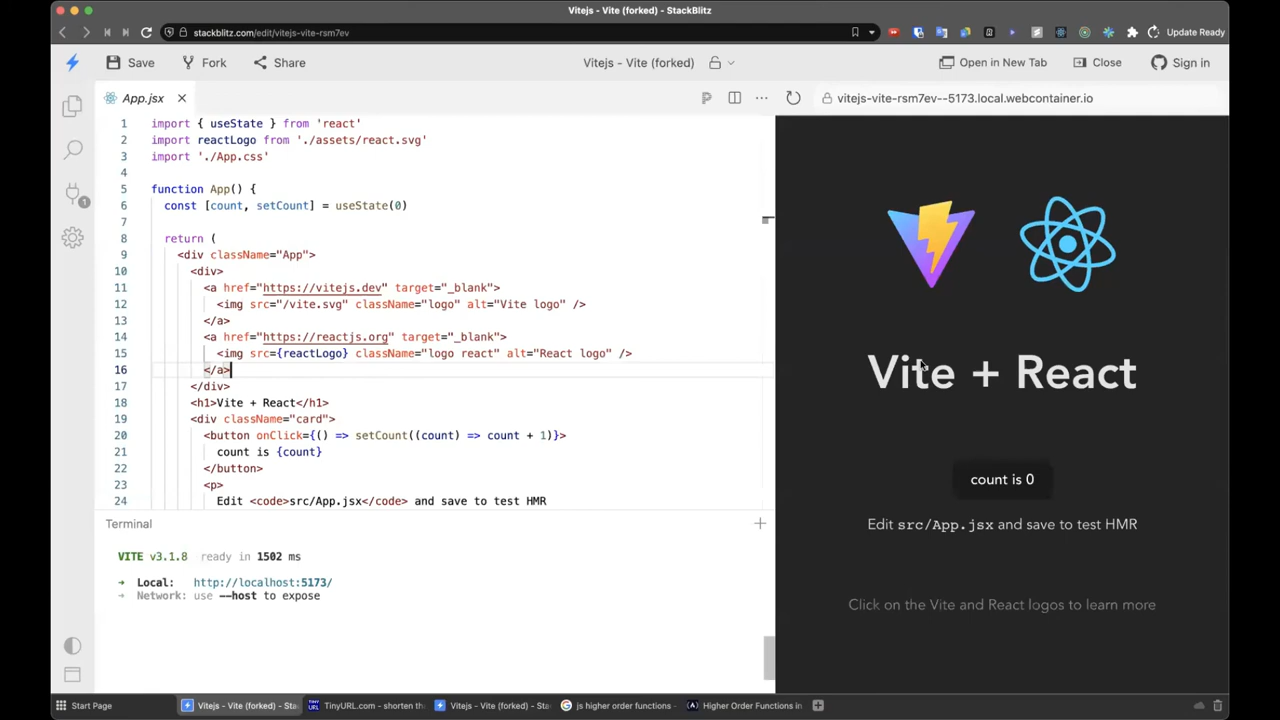 Vitejs - Vite (forked) - StackBlitz
stackblitz.com/edit/vitejs-vite-rsm7ev
Update Ready
Save
Fork
Share
Vitejs - Vite (forked)
Open in New Tab
Close
Sign in
App.jsx
vitejs-vite-rsm7ev--5173.local.webcontainer.io
1 import { useState } from 'react'
2 import reactLogo from './assets/react.svg'
3 import './App.css'
4
5 function App() {
6 const [count, setCount] = useState(0)
7
8 return (
9 <div className="App">
10 <div>
11 <a href="https://vitejs.dev" target="_blank">
12 <img src="/vite.svg" className="logo" alt="Vite logo" />
13 </a>
14 <a href="https://reactjs.org" target="_blank">
15 <img src={reactLogo} className="logo react" alt="React logo" />
16 </a>
17 </div>
18 <h1>Vite + React</h1>
19 <div className="card">
20 <button onClick={() => setCount((count) => count + 1)}>
21 count is {count}
22 </button>
23 <p>
24 Edit <code>src/App.jsx</code> and save to test HMR
1
Terminal
VITE v3.1.8 ready in 1502 ms
➜ Local: http://localhost:5173/
➜ Network: use --host to expose
Vite + React
count is 0
Edit src/App.jsx and save to test HMR
Click on the Vite and React logos to learn more
Start Page
Vitejs - Vite (forked) - Sta
TINY URL
TinyURL.com - shorten th
Vitejs - Vite (forked) - Sta
js higher order functions -
Higher Order Functions in